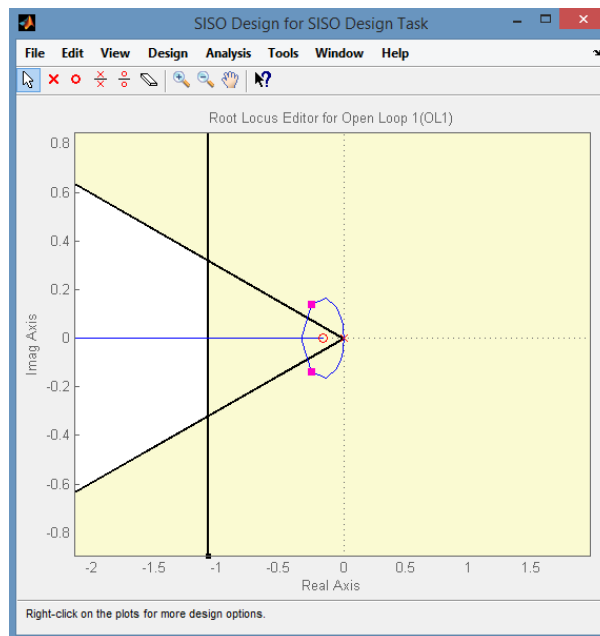 SISO Design for SISO Design Task
File Edit View Design Analysis Tools Window Help
Root Locus Editor for Open Loop 1(OL1)
0.8
0.6
0.4
0.2
0
-0.2
-0.4
-0.6
-0.8
Imag Axis
-2 -1.5 -1 -0.5 0 0.5 1 1.5
Real Axis
Right-click on the plots for more design options.